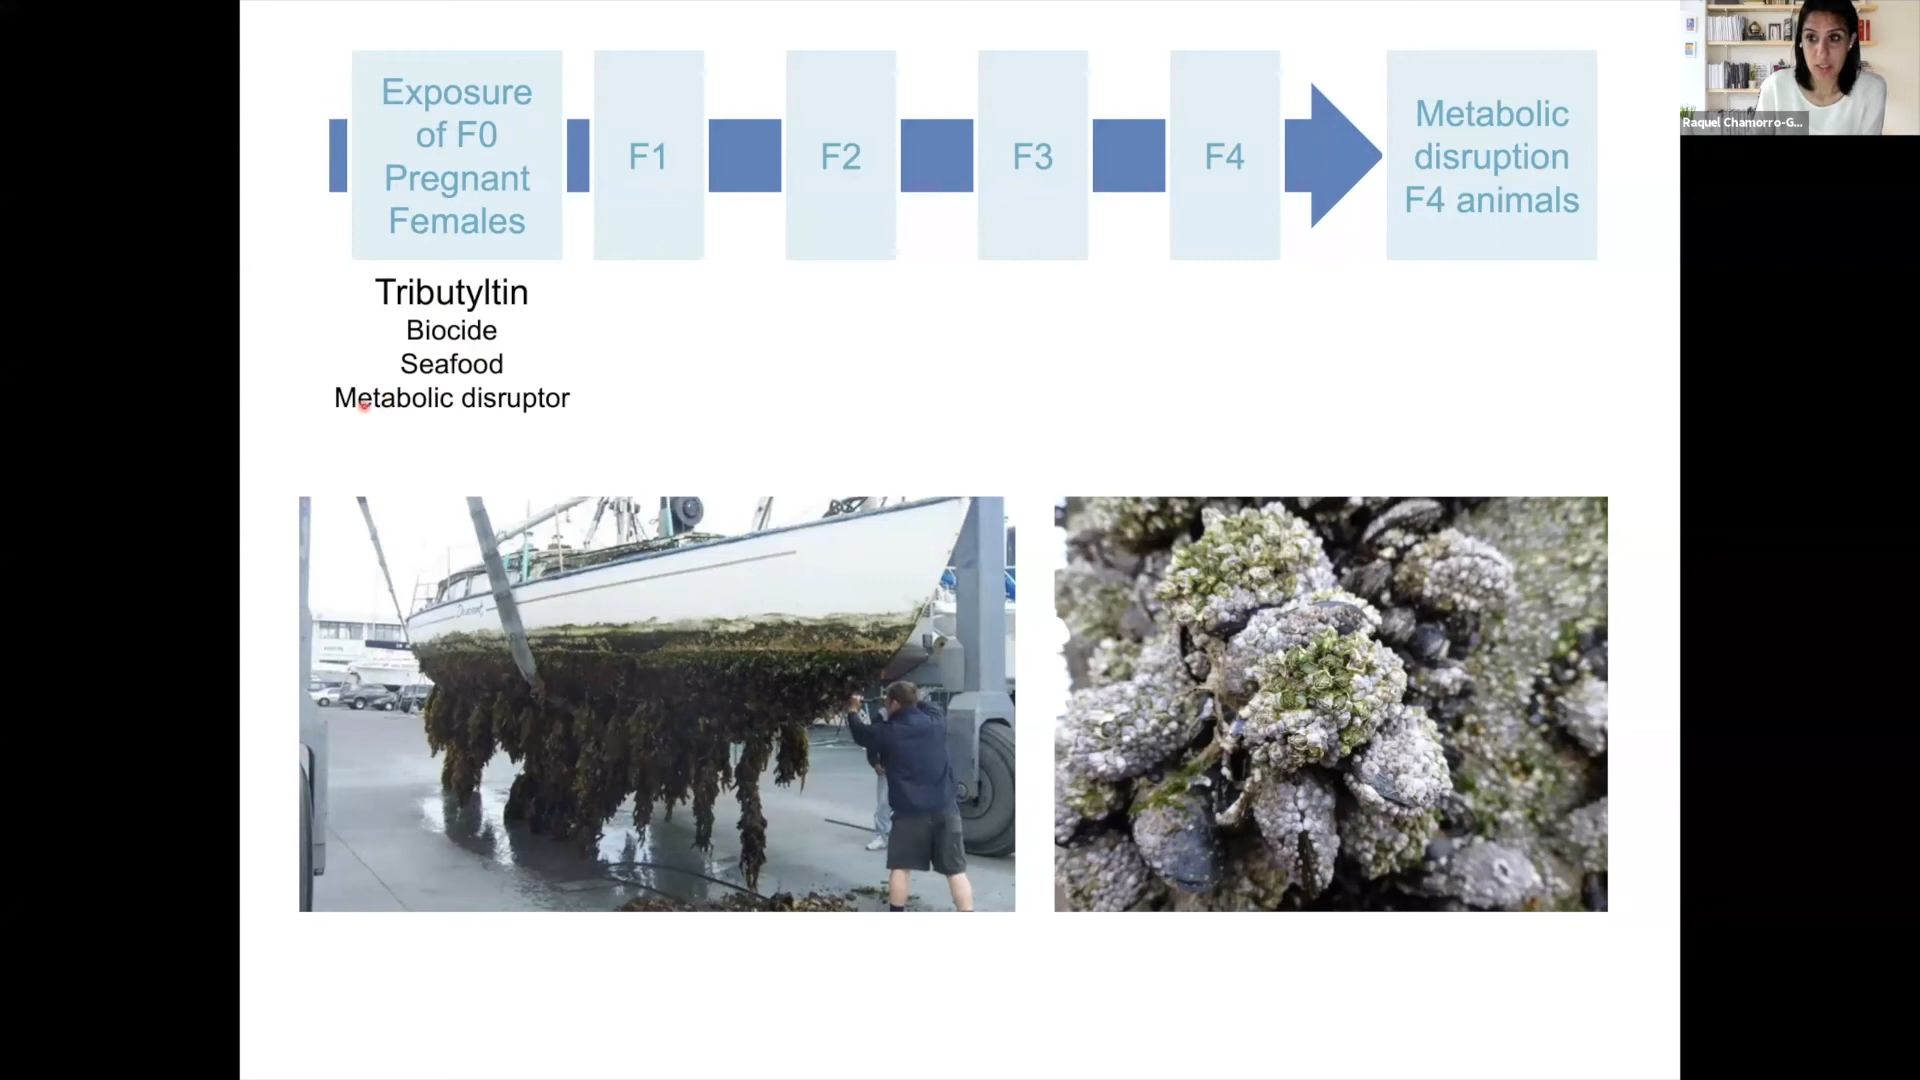 Exposure
of F0
Pregnant
Females
F1
F2
F3
F4
Metabolic
disruption
F4 animals
Raquel Chamorro-G...
Tributyltin
Biocide
Seafood
Metabolic disruptor